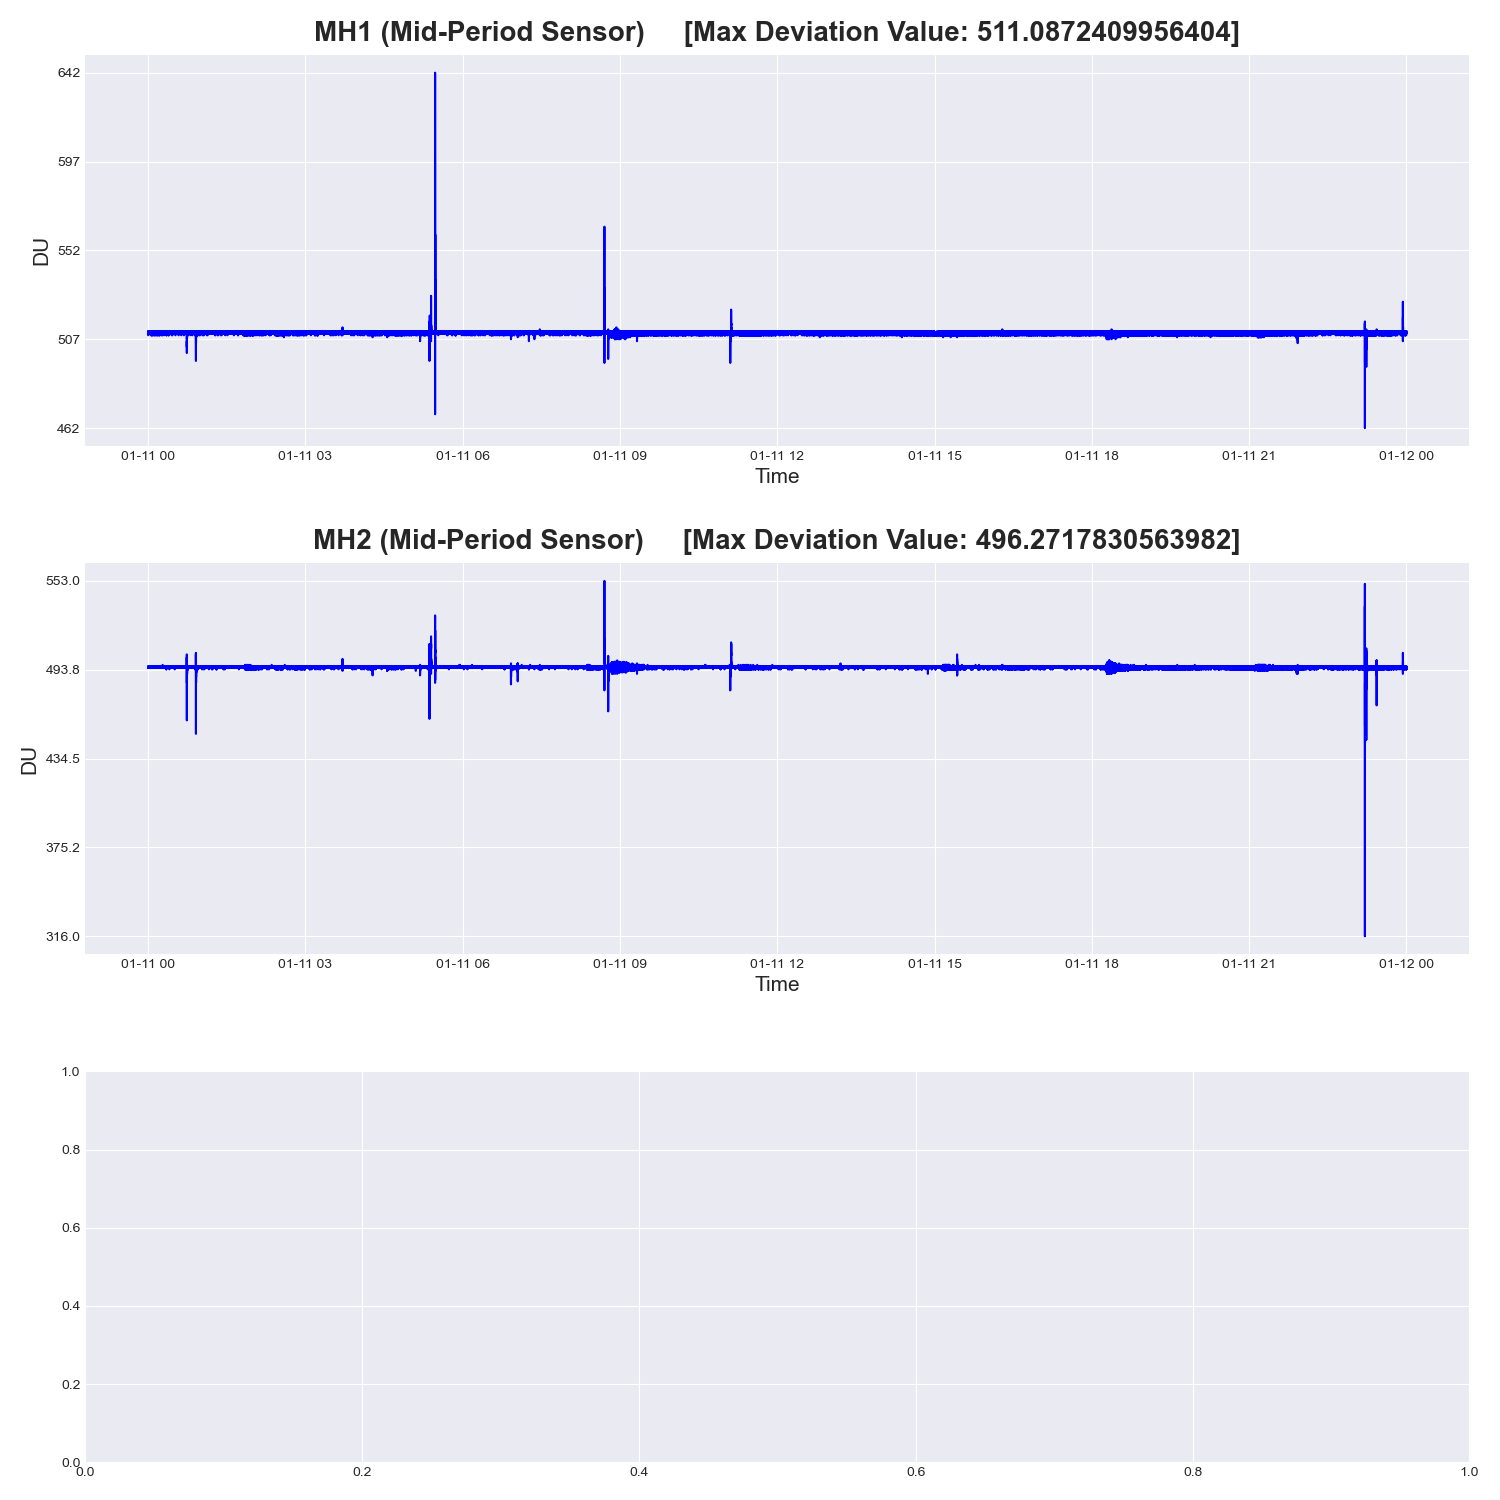 MH1 (Mid-Period Sensor) [Max Deviation Value: 511.0872409956404]
642
597
552
507
462
DU
01-11 00 01-11 03 01-11 06 01-11 09 01-11 12 01-11 15 01-11 18 01-11 21 01-12 00
Time
MH2 (Mid-Period Sensor) [Max Deviation Value: 496.2717830563982]
553.0
493.8
434.5
375.2
316.0
DU
01-11 00 01-11 03 01-11 06 01-11 09 01-11 12 01-11 15 01-11 18 01-11 21 01-12 00
Time
1.0
0.8
0.6
0.4
0.2
0.0
0.0 0.2 0.4 0.6 0.8 1.0